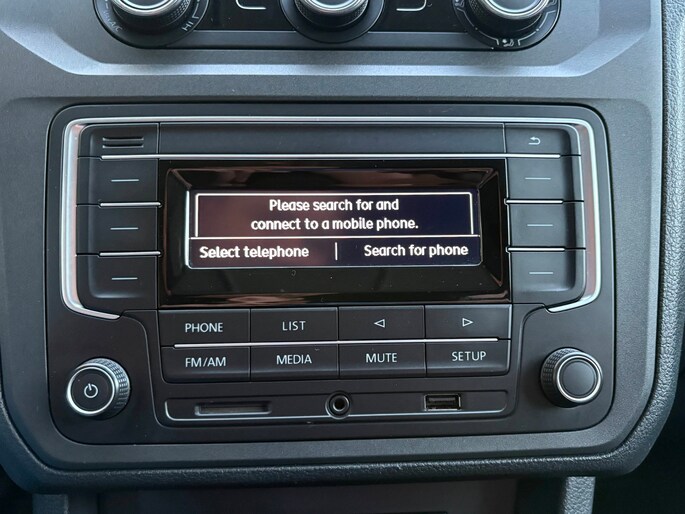 Please search for and
connect to a mobile phone.
Select telephone | Search for phone
PHONE LIST
FM/AM MEDIA MUTE SETUP